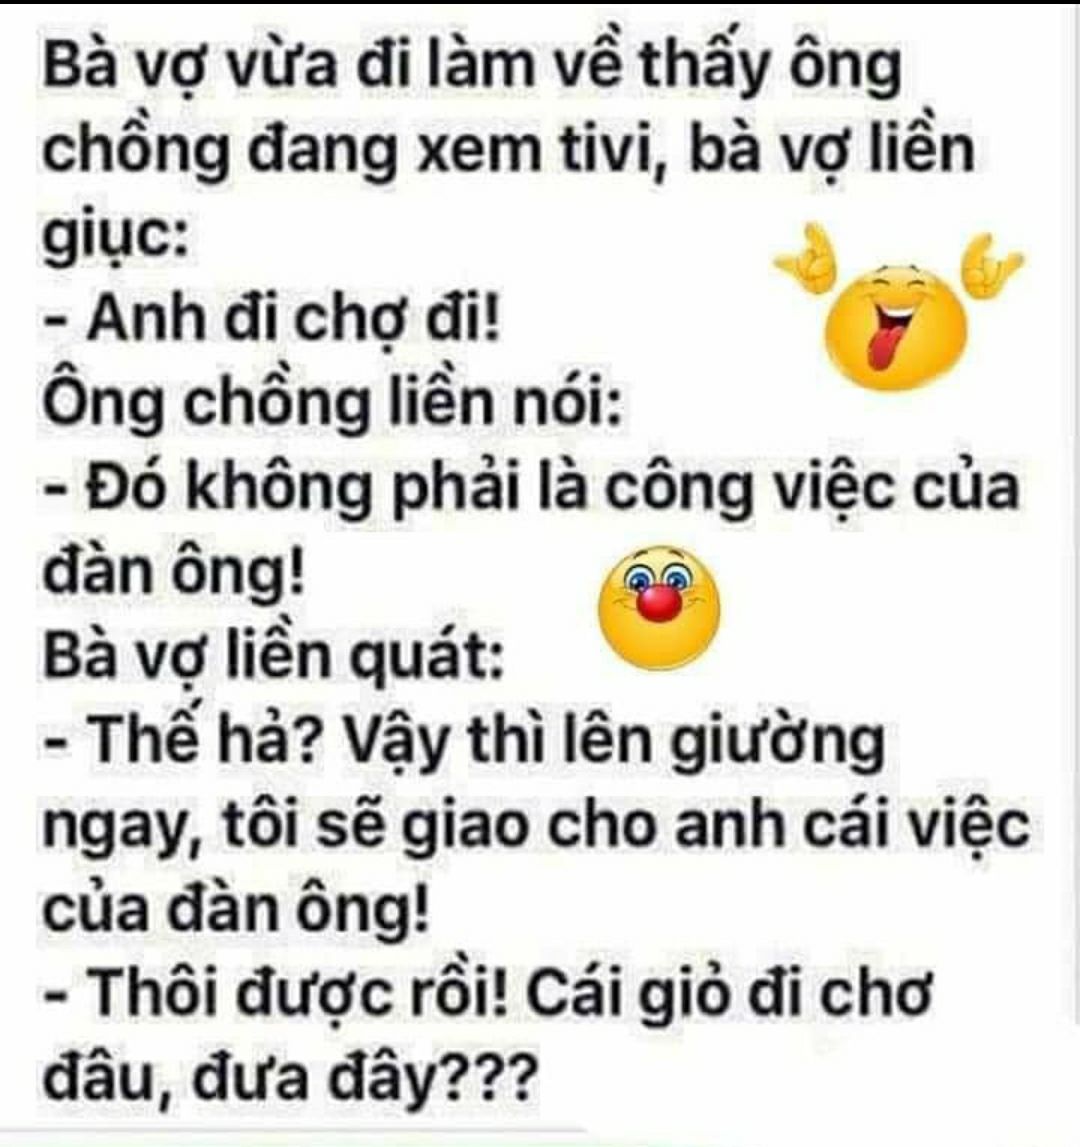 Bà vợ vừa đi làm về thấy ông
chồng đang xem tivi, bà vợ liền
giục:
- Anh đi chợ đi!
Ông chồng liền nói:
- Đó không phải là công việc của
đàn ông!
Bà vợ liền quát:
- Thế hả? Vậy thì lên giường
ngay, tôi sẽ giao cho anh cái việc
của đàn ông!
- Thôi được rồi! Cái giỏ đi chơ
đâu, đưa đây???